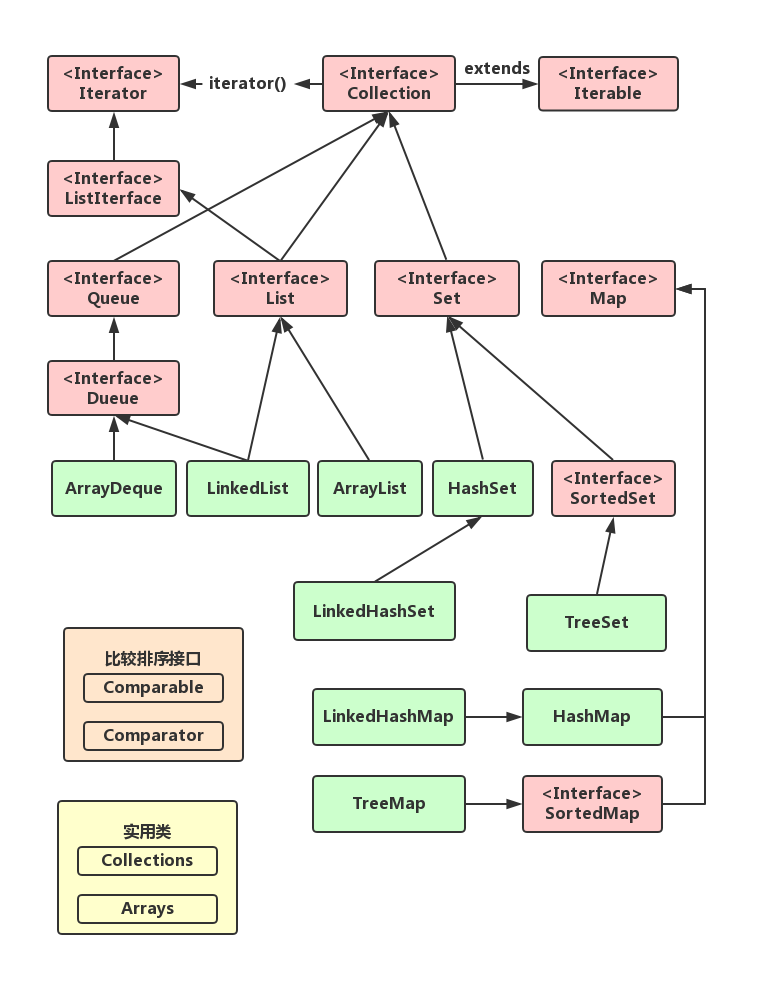 <Interface>
Iterator
iterator()
<Interface>
Collection
extends
<Interface>
Iterable
<Interface>
ListIterface
<Interface>
Queue
<Interface>
List
<Interface>
Set
<Interface>
Map
<Interface>
Dueue
ArrayDeque
LinkedList
ArrayList
HashSet
<Interface>
SortedSet
LinkedHashSet
TreeSet
比较排序接口
Comparable
Comparator
LinkedHashMap
HashMap
TreeMap
<Interface>
SortedMap
实用类
Collections
Arrays